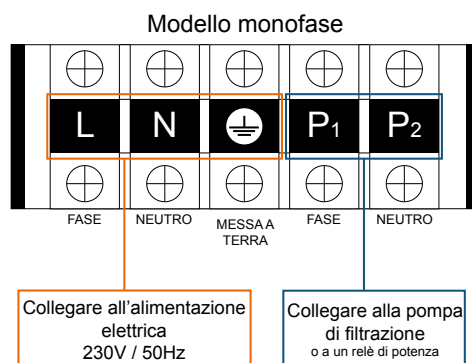 Modello monofase
L N P1 P2
FASE NEUTRO MESSA A TERRA FASE NEUTRO
Collegare all'alimentazione
elettrica
230V / 50Hz
Collegare alla pompa
di filtrazione
o a un relè di potenza